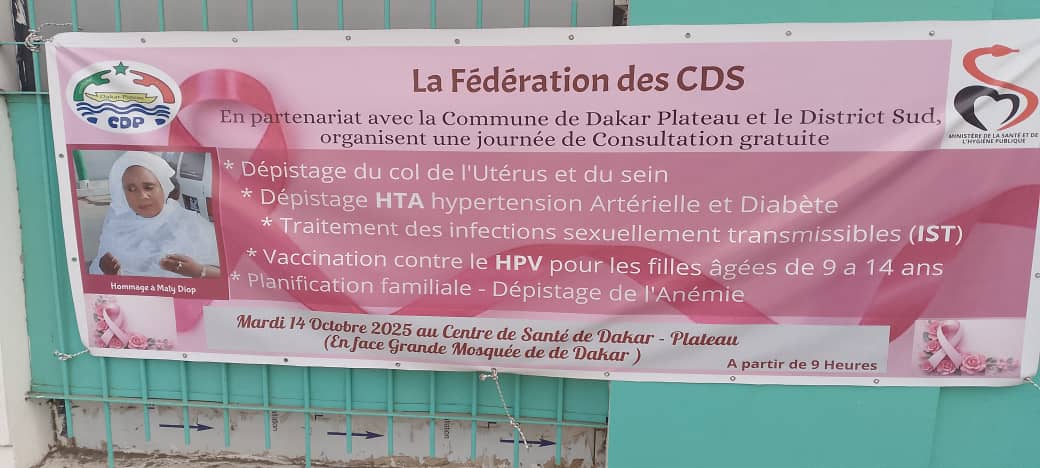 La Fédération des CDS
En partenariat avec la Commune de Dakar Plateau et le District Sud,
organisent une journée de Consultation gratuite
Dakar-Plateau
CDP
MINISTÈRE DE LA SANTÉ ET DE
L'HYGIÈNE PUBLIQUE
* Dépistage du col de l'Utérus et du sein
* Dépistage HTA hypertension Artérielle et Diabète
* Traitement des infections sexuellement transmissibles (IST)
* Vaccination contre le HPV pour les filles âgées de 9 a 14 ans
* Planification familiale - Dépistage de l'Anémie
Hommage à Maty Diop
Mardi 14 Octobre 2025 au Centre de Santé de Dakar - Plateau
(En face Grande Mosquée de de Dakar )
A partir de 9 Heures